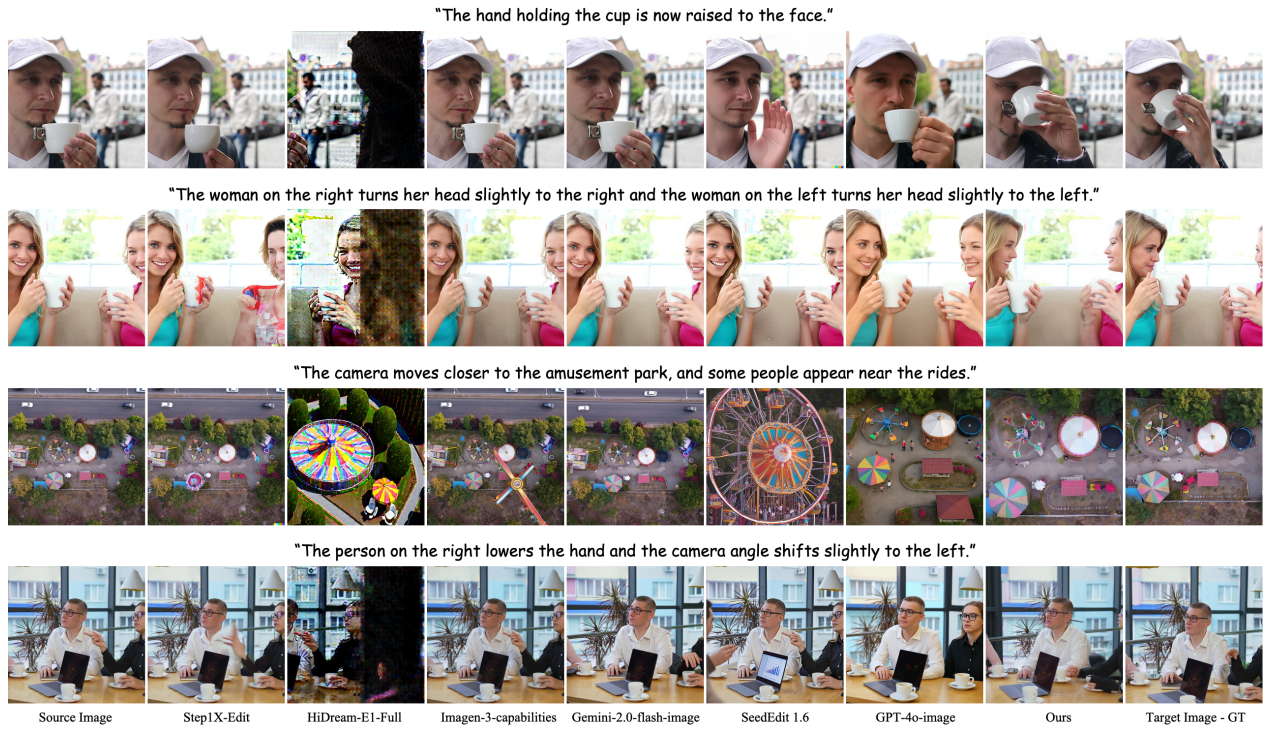 “The hand holding the cup is now raised to the face.”
“The woman on the right turns her head slightly to the right and the woman on the left turns her head slightly to the left.”
“The camera moves closer to the amusement park, and some people appear near the rides.”
“The person on the right lowers the hand and the camera angle shifts slightly to the left.”
Source Image
Step1X-Edit
HiDream-E1-Full
Imagen-3-capabilities
Gemini-2.0-flash-image
SeedEdit 1.6
GPT-4o-image
Ours
Target Image - GT